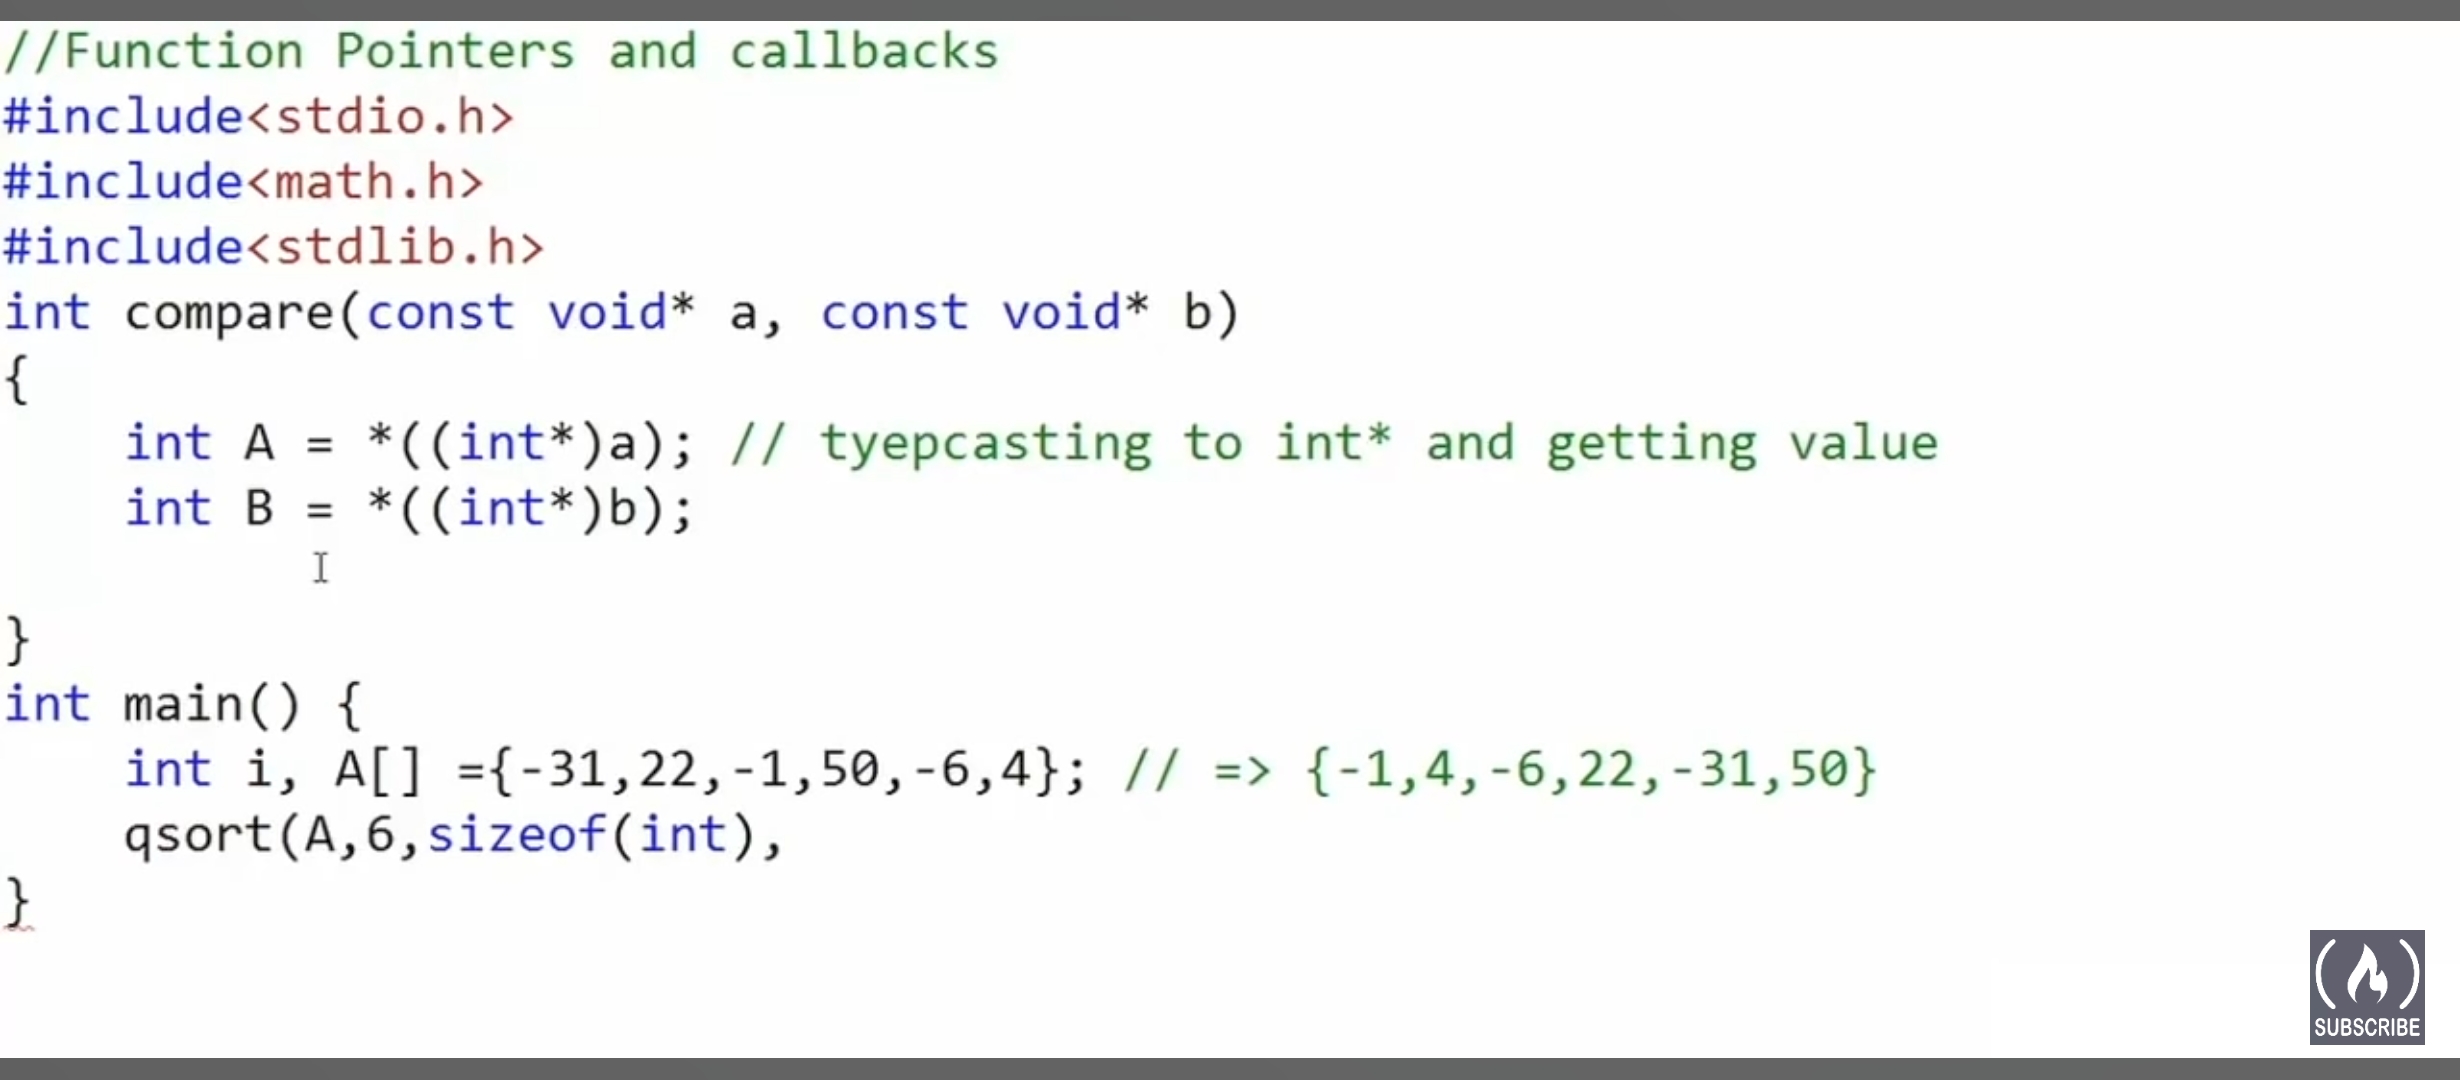 //Function Pointers and callbacks
#include<stdio.h>
#include<math.h>
#include<stdlib.h>
int compare(const void* a, const void* b)
{
int A = *((int*)a); // tyepcasting to int* and getting value
int B = *((int*)b);
}
int main() {
int i, A[] ={-31,22,-1,50,-6,4}; // => {-1,4,-6,22,-31,50}
qsort(A,6,sizeof(int),
}
SUBSCRIBE